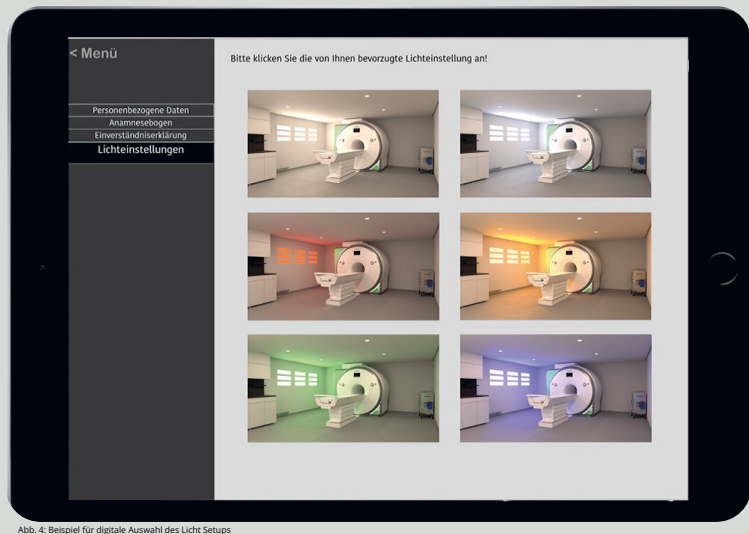 < Menü
Personenbezogene Daten
Anamnesebogen
Einverständniserklärung
Lichteinstellungen
Bitte klicken Sie die von Ihnen bevorzugte Lichteinstellung an!
Abb. 4: Beispiel für digitale Auswahl des Licht Setups